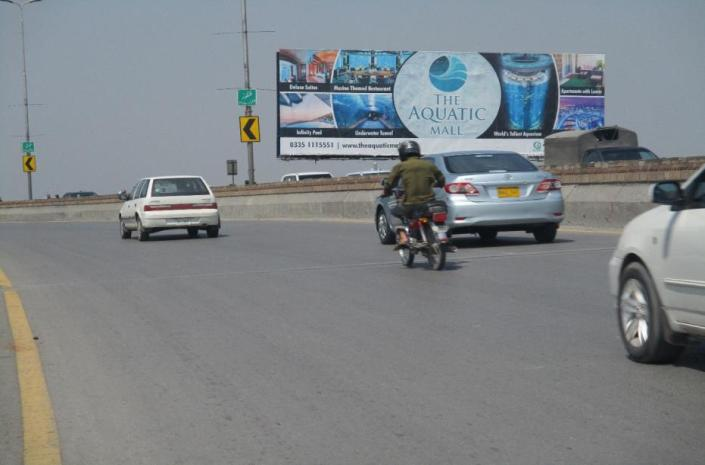 Deluxe Suites
Marina Themed Restaurant
Infinity Pool
Underwater Tunnel
THE
AQUATIC
MALL
World's Tallest Aquarium
Apartments with Lawns
0335 1115551 | www.theaquaticm